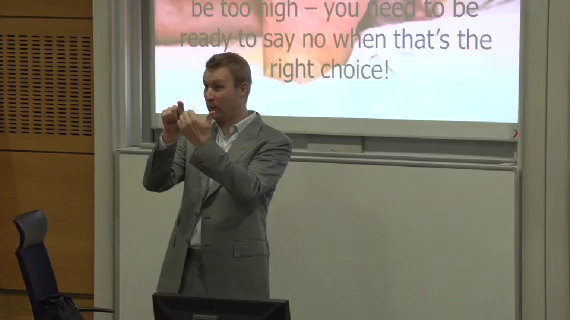 be too high – you need to be
ready to say no when that's the
right choice!